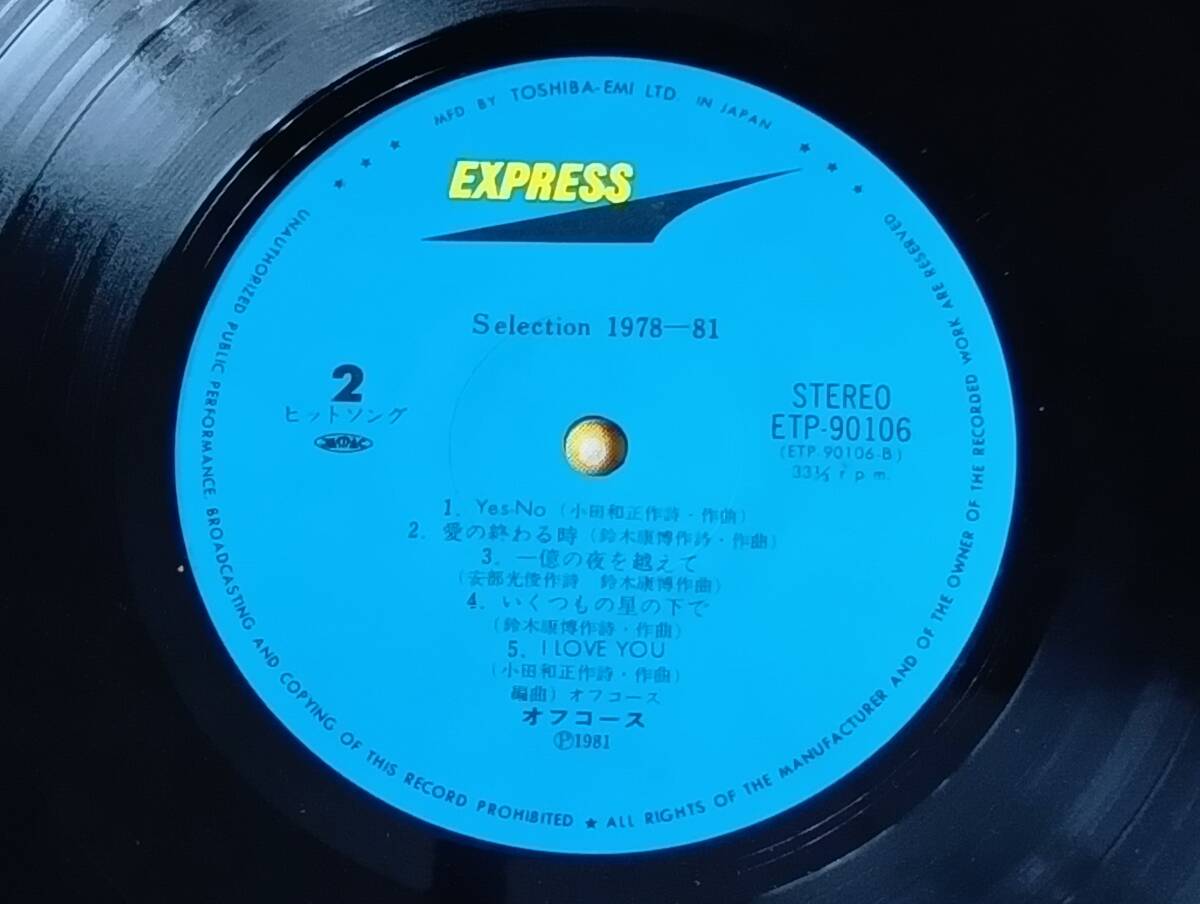 MFD BY TOSHIBA-EMI LTD. IN JAPAN
EXPRESS
Selection 1978—81
2
ヒットソング
STEREO
ETP-90106
(ETP 90106-B)
33⅓ r p m.
1. Yes-No (小田和正作詩・作曲)
2. 愛の終わる時 (鈴木康博作詩・作曲)
3. 一億の夜を越えて
(安部光俊作詩 鈴木康博作曲)
4. いくつもの星の下で
(鈴木康博作詩・作曲)
5. I LOVE YOU
(小田和正作詩・作曲)
編曲) オフコース
オフコース
Ⓟ1981
UNAUTHORIZED PUBLIC PERFORMANCE, BROADCASTING AND COPYING OF THIS RECORD PROHIBITED ★ ALL RIGHTS OF THE MANUFACTURER AND OF THE OWNER OF THE RECORDED WORK ARE RESERVED